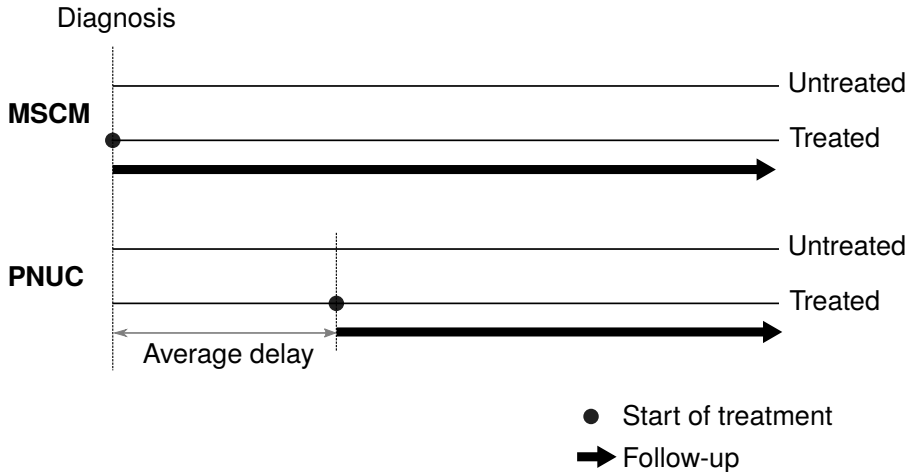 Diagnosis
Untreated
MSCM
Treated
Untreated
PNUC
Treated
Average delay
Start of treatment
Follow-up